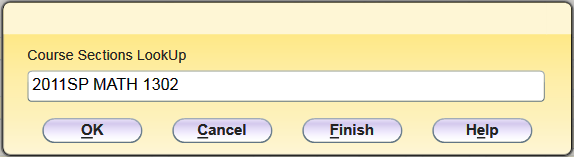 Course Sections LookUp
2011SP MATH 1302
OK Cancel Finish Help